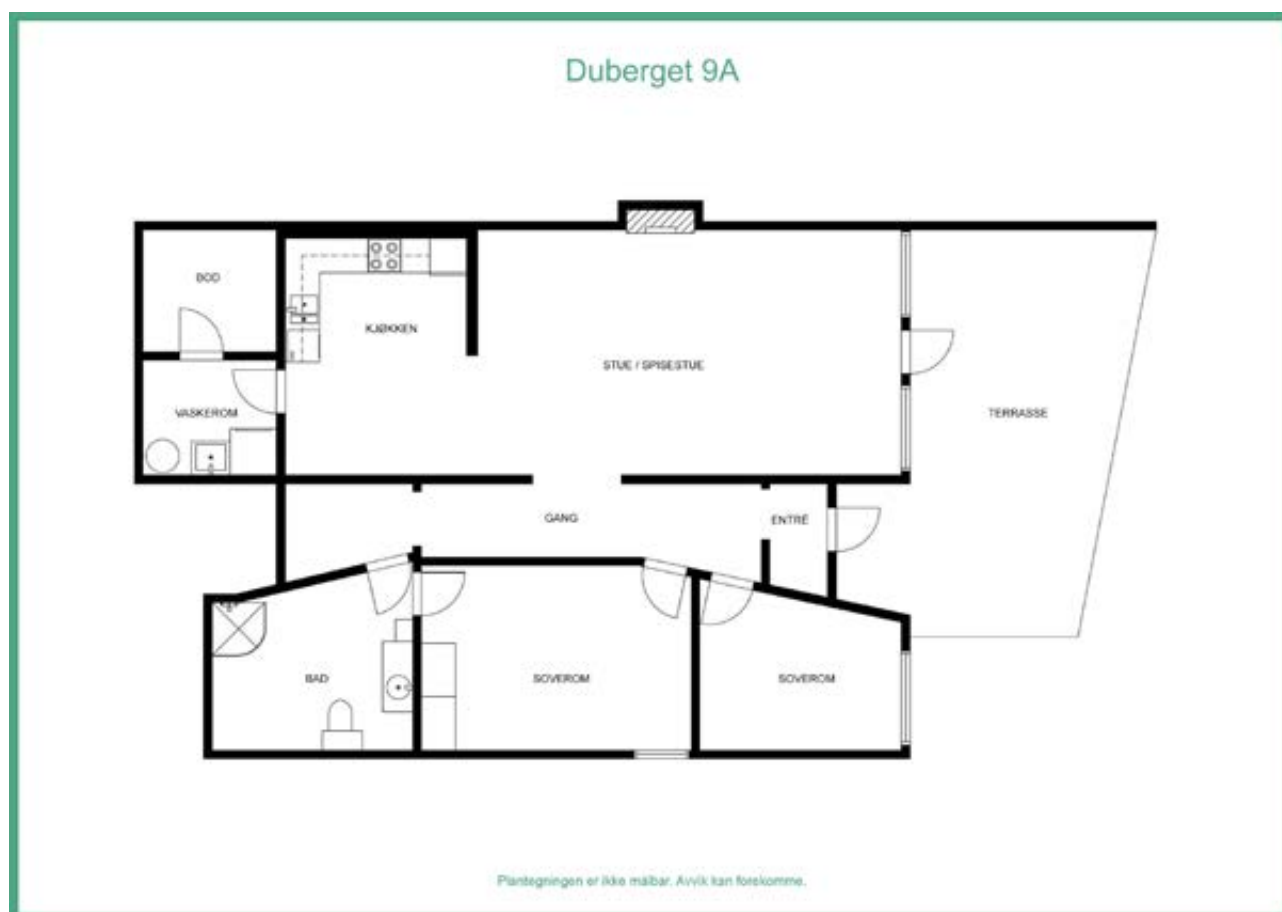 Duberget 9A
BOD
KJØKKEN
STUE / SPISESTUE
VASKEROM
TERRASSE
GANG
ENTRÉ
BAD
SOVEROM
SOVEROM
Plantegningen er ikke målbar. Avvik kan forekomme.